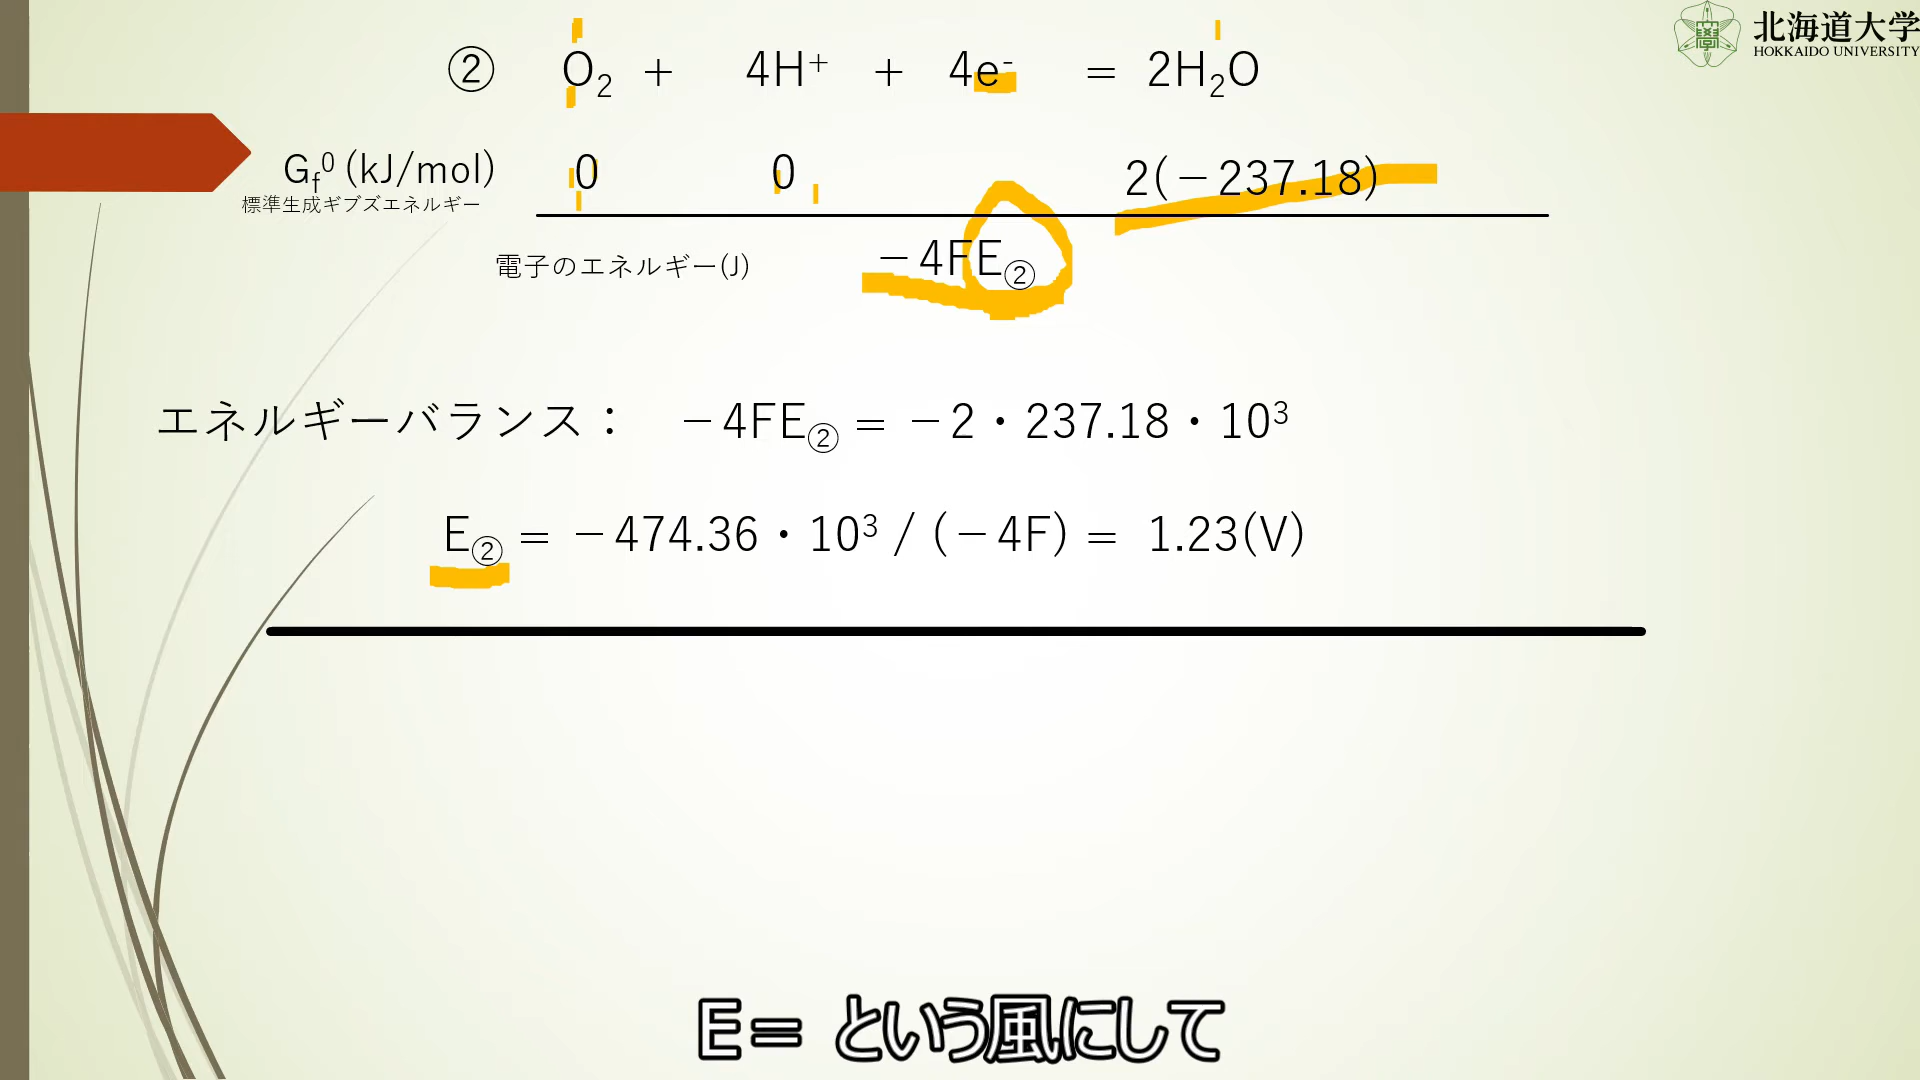 北海道大学
HOKKAIDO UNIVERSITY
② O₂ + 4H⁺ + 4e⁻ = 2H₂O
G_f⁰ (kJ/mol) 0 0 2(－237.18)
標準生成ギブズエネルギー
電子のエネルギー(J) －4FE②
エネルギーバランス： －4FE② = －2・237.18・10³
E② = －474.36・10³ / (－4F) = 1.23(V)
E= という風にして